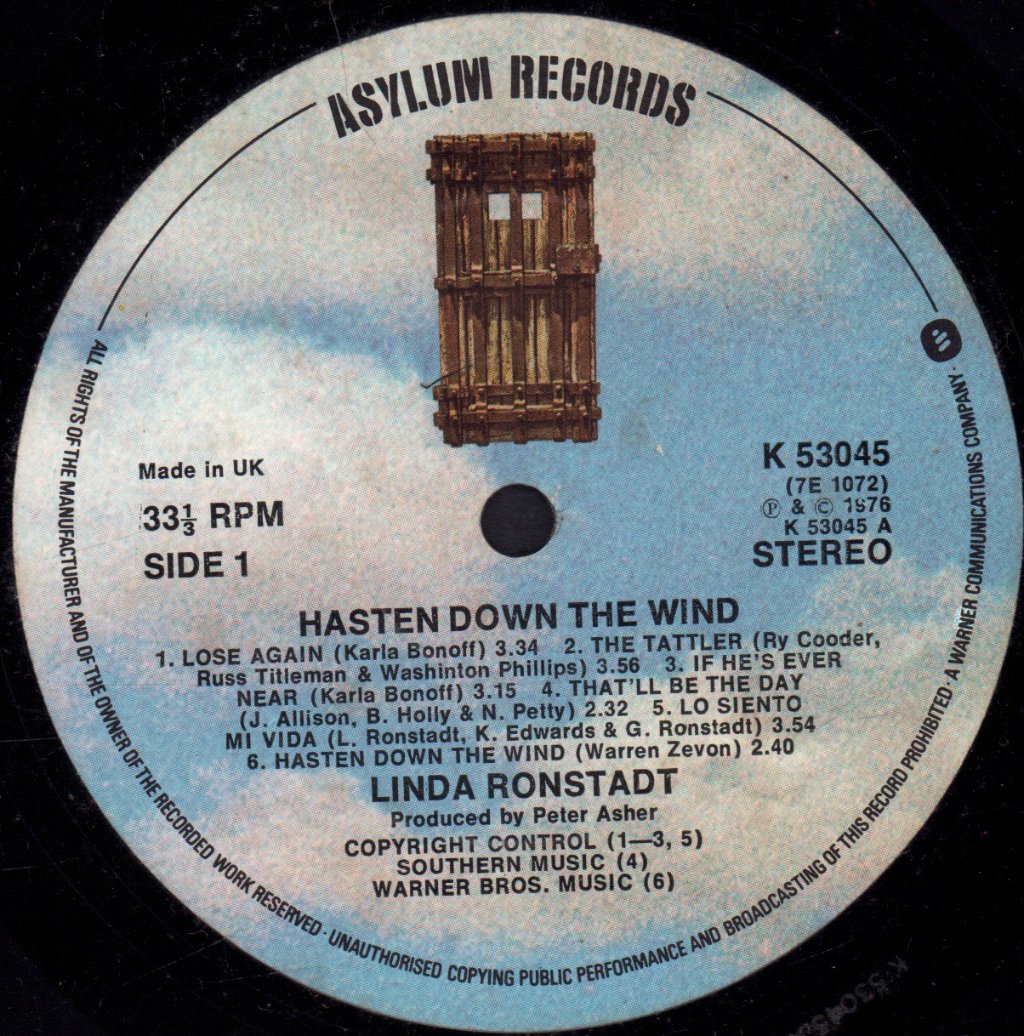 ASYLUM RECORDS
Made in UK
33⅓ RPM
SIDE 1
K 53045
(7E 1072)
Ⓟ & © 1976
K 53045 A
STEREO
HASTEN DOWN THE WIND
1. LOSE AGAIN (Karla Bonoff) 3.34 2. THE TATTLER (Ry Cooder,
Russ Titleman & Washinton Phillips) 3.56 3. IF HE'S EVER
NEAR (Karla Bonoff) 3.15 4. THAT'LL BE THE DAY
(J. Allison, B. Holly & N. Petty) 2.32 5. LO SIENTO
MI VIDA (L. Ronstadt, K. Edwards & G. Ronstadt) 3.54
6. HASTEN DOWN THE WIND (Warren Zevon) 2.40
LINDA RONSTADT
Produced by Peter Asher
COPYRIGHT CONTROL (1—3, 5)
SOUTHERN MUSIC (4)
WARNER BROS. MUSIC (6)
ALL RIGHTS OF THE MANUFACTURER AND OF THE OWNER OF THE RECORDED WORK RESERVED · UNAUTHORISED COPYING PUBLIC PERFORMANCE AND BROADCASTING OF THIS RECORD PROHIBITED · A WARNER COMMUNICATIONS COMPANY ·